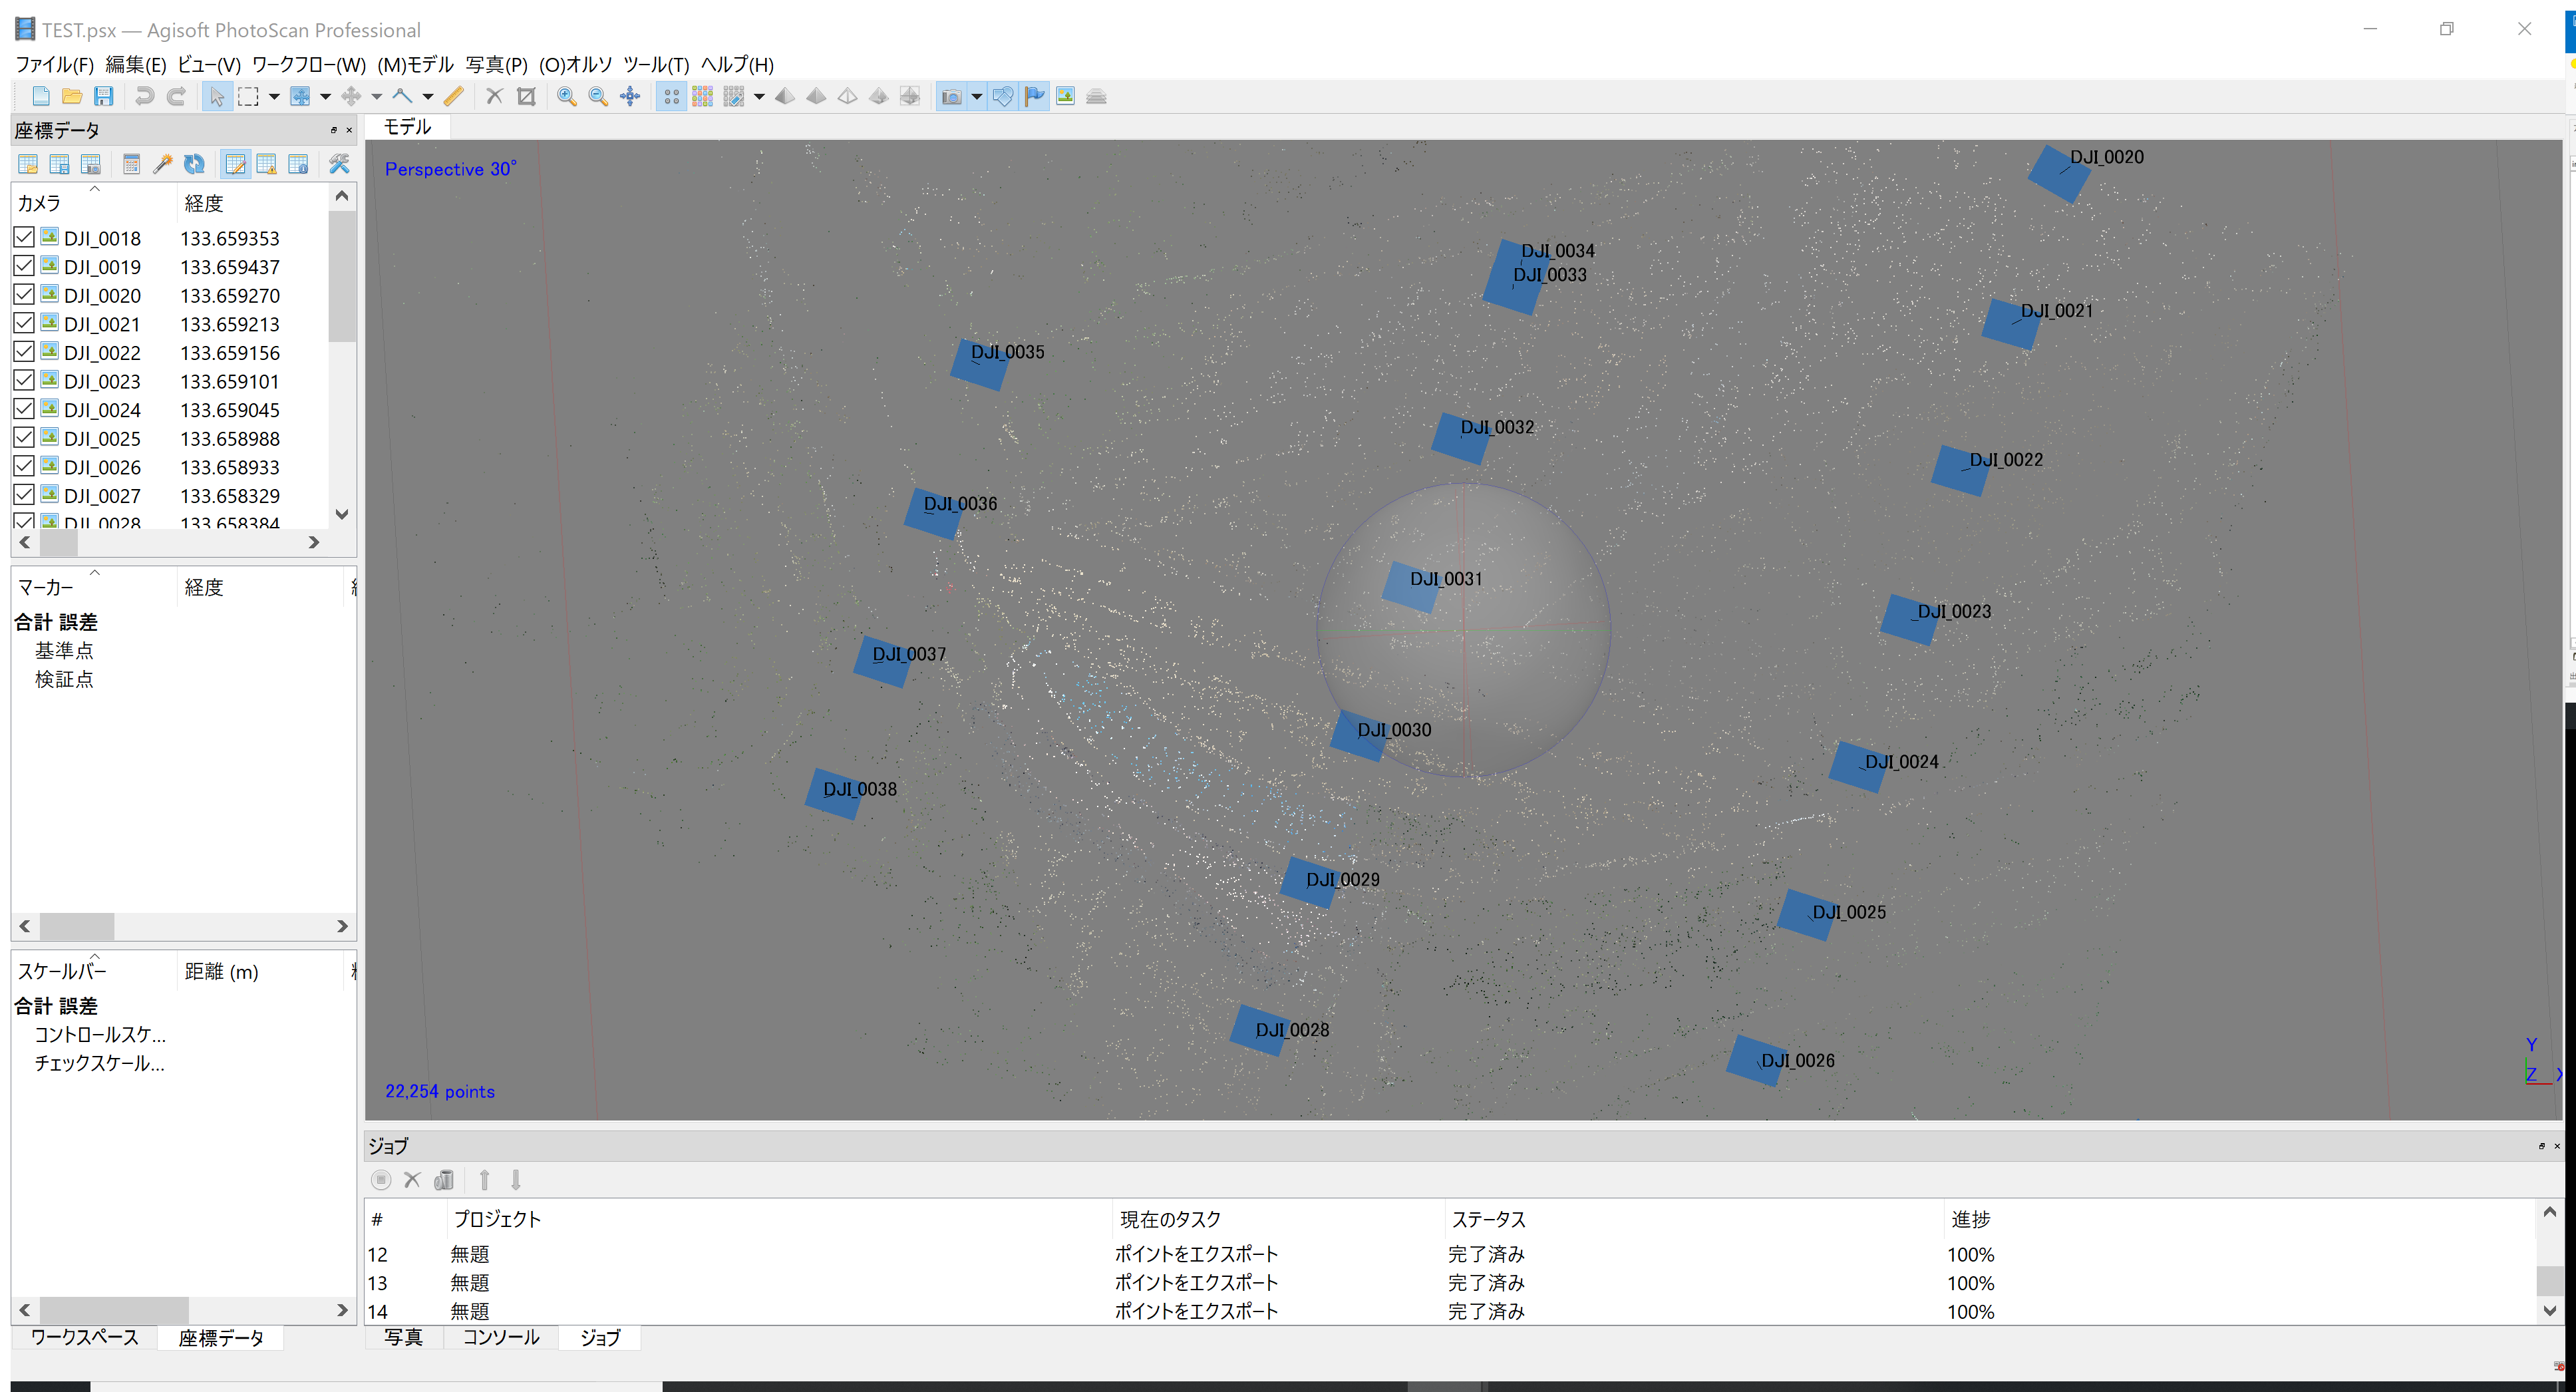 TEST.psx — Agisoft PhotoScan Professional
ファイル(F) 編集(E) ビュー(V) ワークフロー(W) (M)モデル 写真(P) (O)オルソ ツール(T) ヘルプ(H)
座標データ
カメラ 経度
DJI_0018 133.659353
DJI_0019 133.659437
DJI_0020 133.659270
DJI_0021 133.659213
DJI_0022 133.659156
DJI_0023 133.659101
DJI_0024 133.659045
DJI_0025 133.658988
DJI_0026 133.658933
DJI_0027 133.658329
DJI_0028 133.658384
マーカー 経度
合計 誤差
基準点
検証点
スケールバー 距離 (m)
合計 誤差
コントロールスケ...
チェックスケール...
ワークスペース 座標データ
モデル
Perspective 30°
DJI_0020
DJI_0034
DJI_0033
DJI_0021
DJI_0035
DJI_0032
DJI_0022
DJI_0036
DJI_0031
DJI_0023
DJI_0037
DJI_0030
DJI_0024
DJI_0038
DJI_0029
DJI_0025
DJI_0028
DJI_0026
Y
Z X
22,254 points
ジョブ
# プロジェクト 現在のタスク ステータス 進捗
12 無題 ポイントをエクスポート 完了済み 100%
13 無題 ポイントをエクスポート 完了済み 100%
14 無題 ポイントをエクスポート 完了済み 100%
写真 コンソール ジョブ